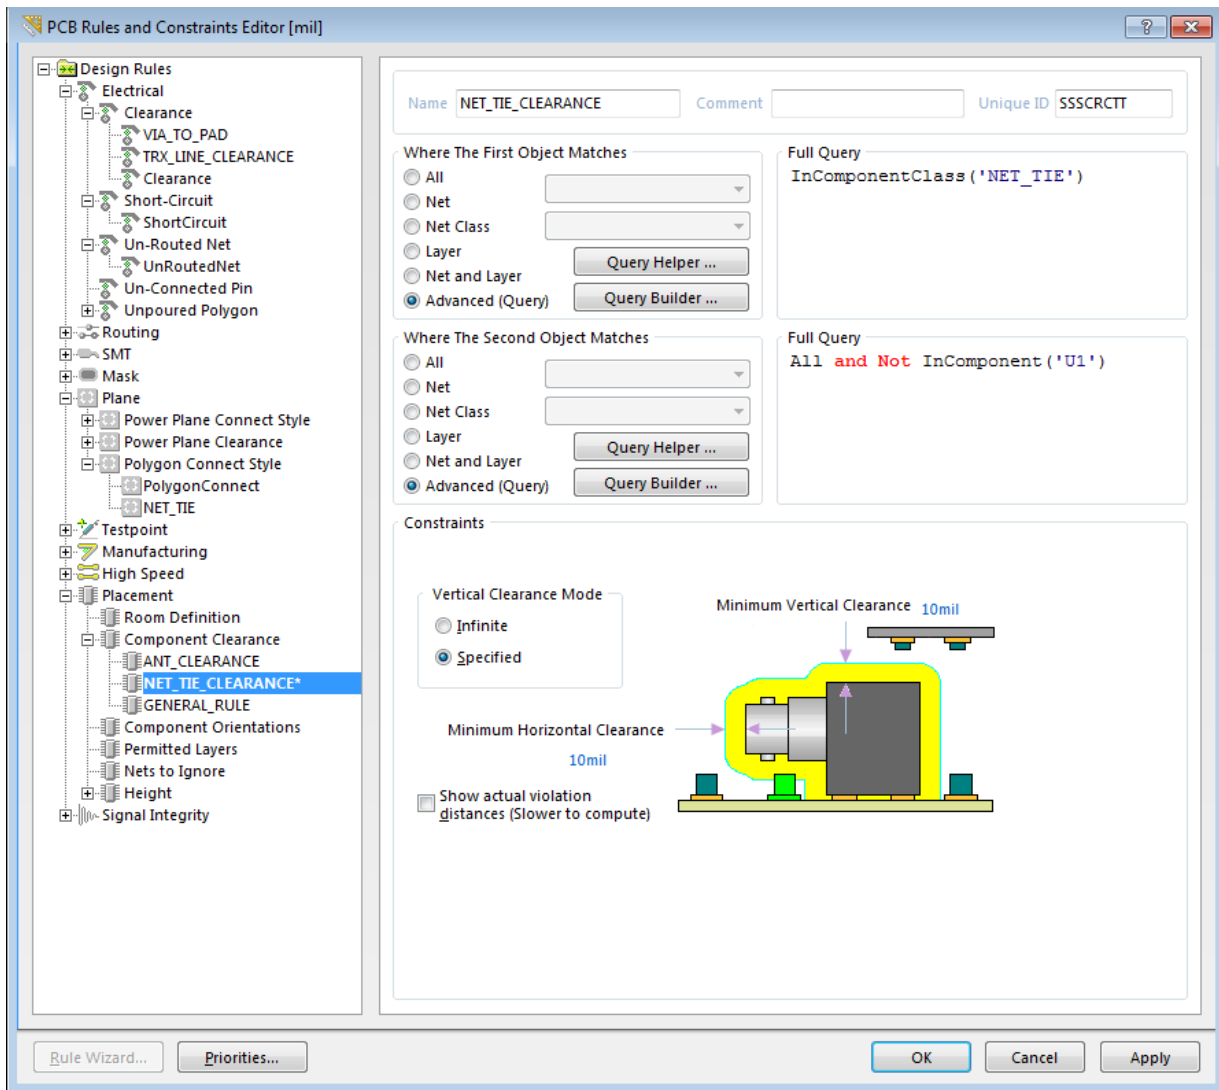 PCB Rules and Constraints Editor [mil]
Design Rules
Electrical
Clearance
VIA_TO_PAD
TRX_LINE_CLEARANCE
Clearance
Short-Circuit
ShortCircuit
Un-Routed Net
UnRoutedNet
Un-Connected Pin
Unpoured Polygon
Routing
SMT
Mask
Plane
Power Plane Connect Style
Power Plane Clearance
Polygon Connect Style
PolygonConnect
NET_TIE
Testpoint
Manufacturing
High Speed
Placement
Room Definition
Component Clearance
ANT_CLEARANCE
NET_TIE_CLEARANCE*
GENERAL_RULE
Component Orientations
Permitted Layers
Nets to Ignore
Height
Signal Integrity
Name NET_TIE_CLEARANCE Comment Unique ID SSSCRCTT
Where The First Object Matches
All
Net
Net Class
Layer
Net and Layer
Advanced (Query)
Query Helper ...
Query Builder ...
Full Query
InComponentClass('NET_TIE')
Where The Second Object Matches
All
Net
Net Class
Layer
Net and Layer
Advanced (Query)
Query Helper ...
Query Builder ...
Full Query
All and Not InComponent('U1')
Constraints
Vertical Clearance Mode
Infinite
Specified
Minimum Vertical Clearance 10mil
Minimum Horizontal Clearance
10mil
Show actual violation
distances (Slower to compute)
Rule Wizard... Priorities... OK Cancel Apply